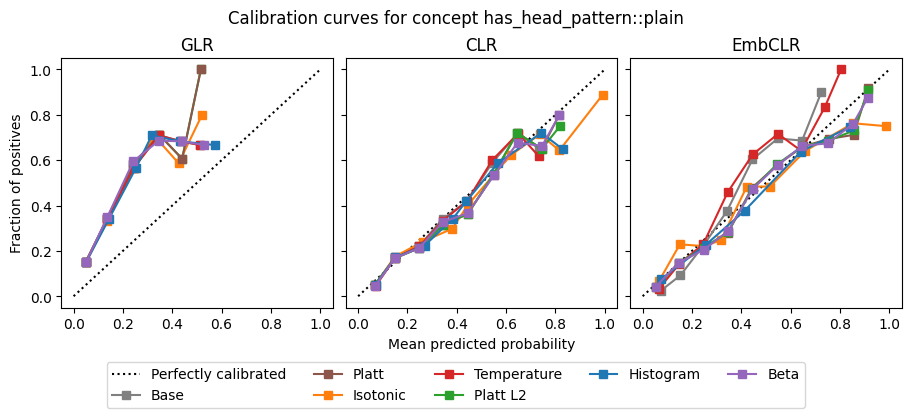 Calibration curves for concept has_head_pattern::plain
GLR
CLR
EmbCLR
Fraction of positives
1.0
0.8
0.6
0.4
0.2
0.0
0.0 0.2 0.4 0.6 0.8 1.0
0.0 0.2 0.4 0.6 0.8 1.0
0.0 0.2 0.4 0.6 0.8 1.0
Mean predicted probability
Perfectly calibrated
Base
Platt
Isotonic
Temperature
Platt L2
Histogram
Beta